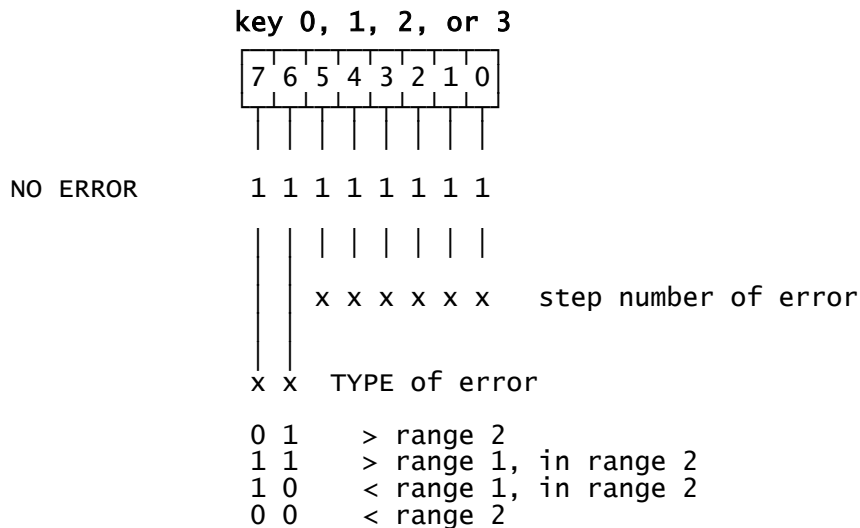 key 0, 1, 2, or 3
7 6 5 4 3 2 1 0
NO ERROR 1 1 1 1 1 1 1 1
x x x x x x step number of error
x x TYPE of error
0 1 > range 2
1 1 > range 1, in range 2
1 0 < range 1, in range 2
0 0 < range 2